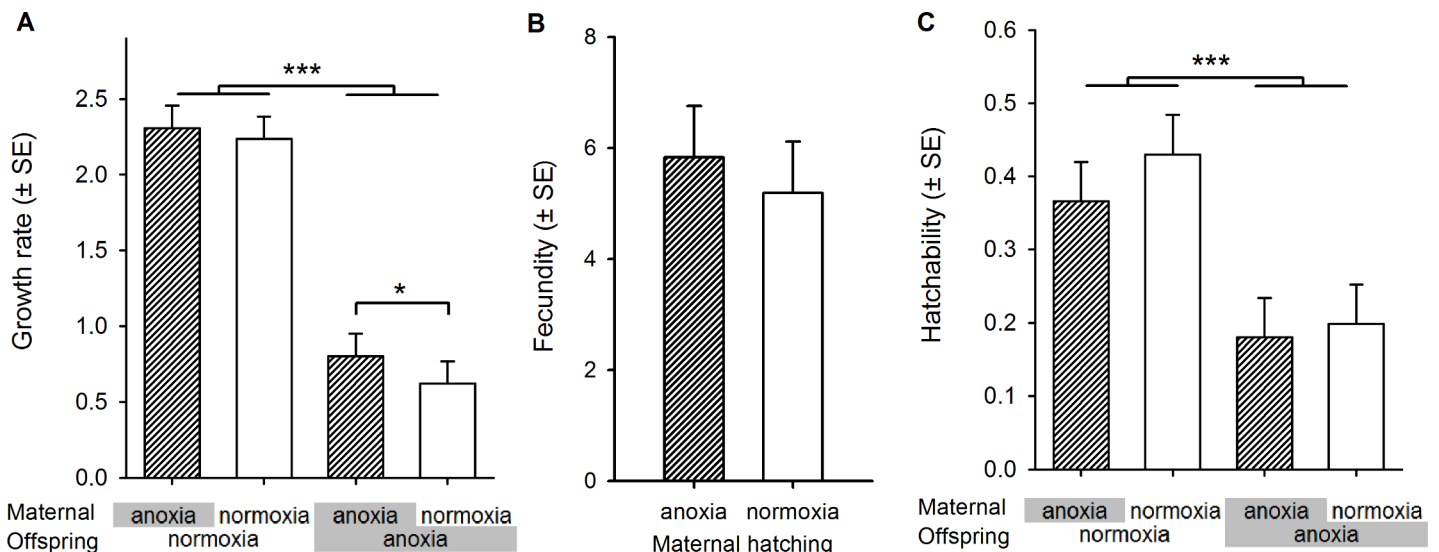 A
Growth rate (± SE)
2.5
2.0
1.5
1.0
0.5
0.0
***
*
Maternal anoxia normoxia anoxia normoxia
Offspring normoxia anoxia
B
Fecundity (± SE)
8
6
4
2
0
anoxia normoxia
Maternal hatching
C
Hatchability (± SE)
0.6
0.5
0.4
0.3
0.2
0.1
0.0
***
Maternal anoxia normoxia anoxia normoxia
Offspring normoxia anoxia